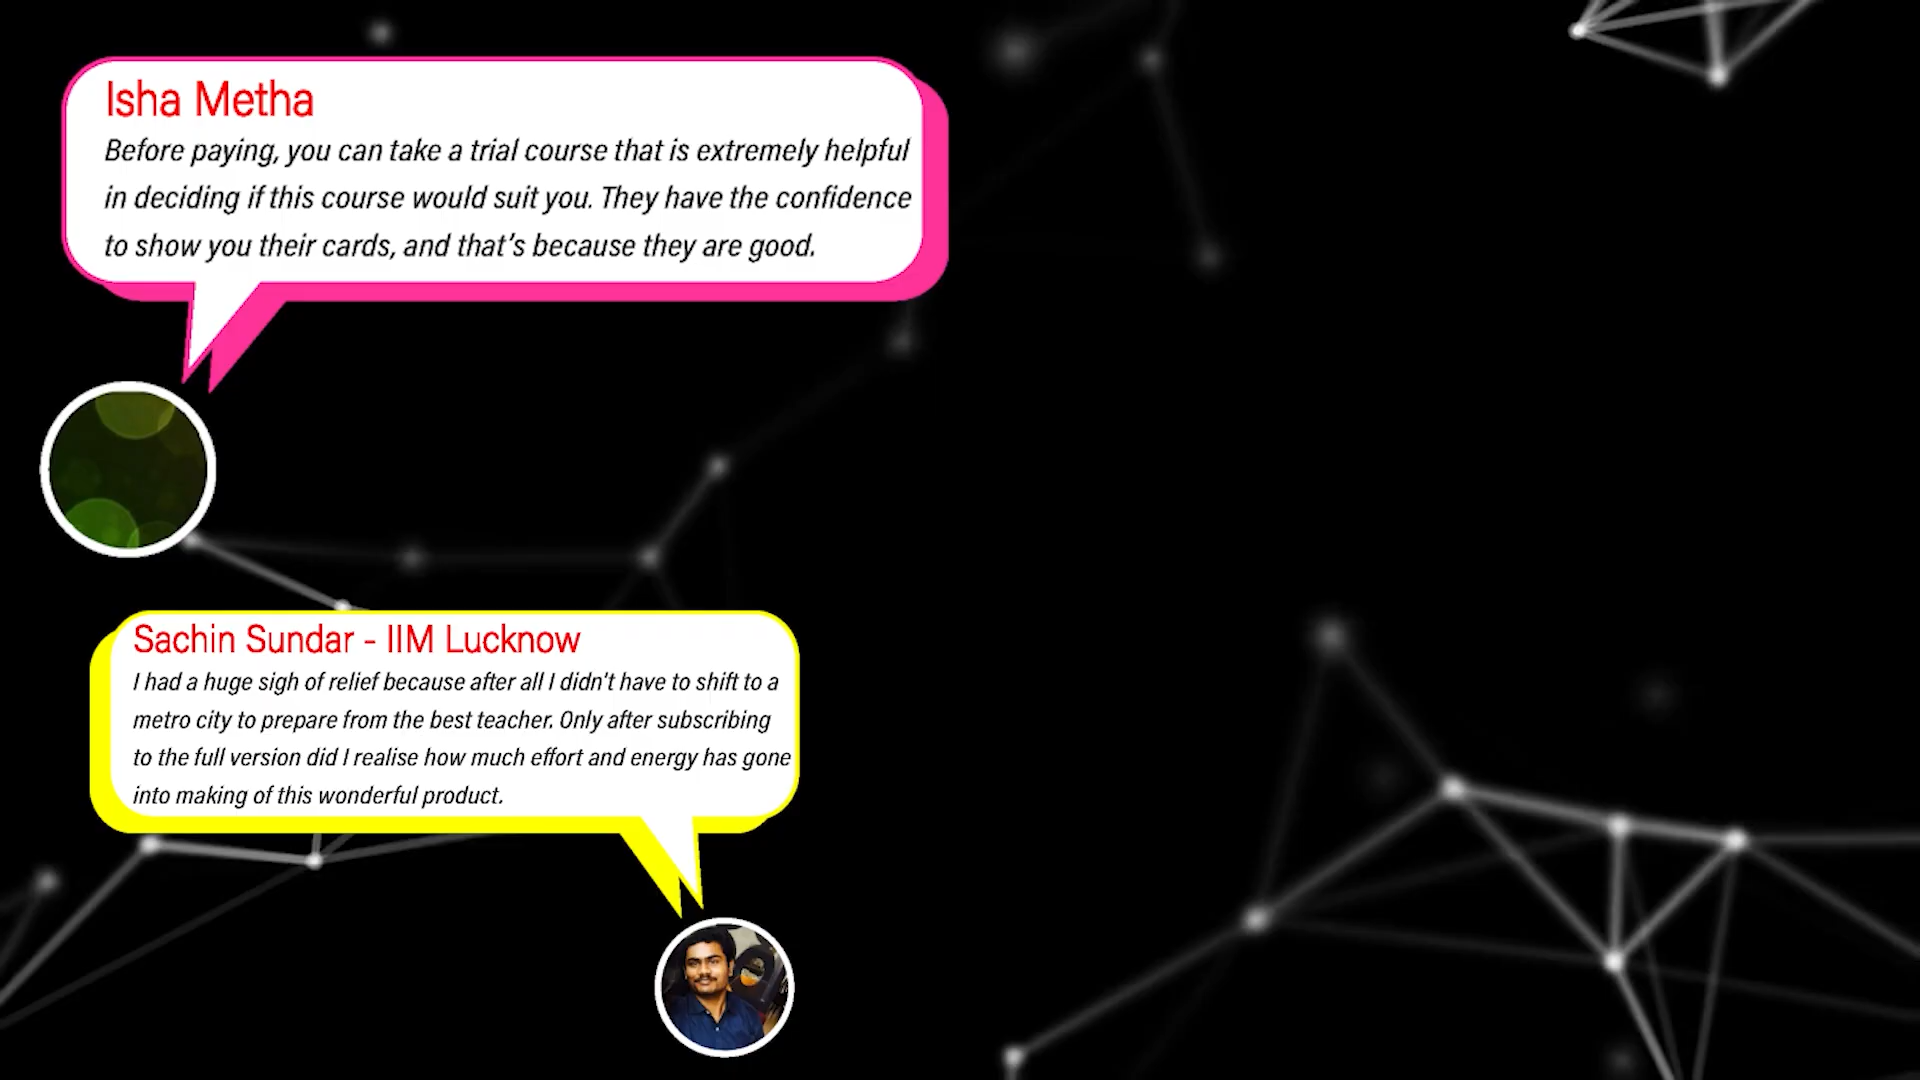 Isha Metha
Before paying, you can take a trial course that is extremely helpful
in deciding if this course would suit you. They have the confidence
to show you their cards, and that's because they are good.
Sachin Sundar - IIM Lucknow
I had a huge sigh of relief because after all I didn't have to shift to a
metro city to prepare from the best teacher. Only after subscribing
to the full version did I realise how much effort and energy has gone
into making of this wonderful product.